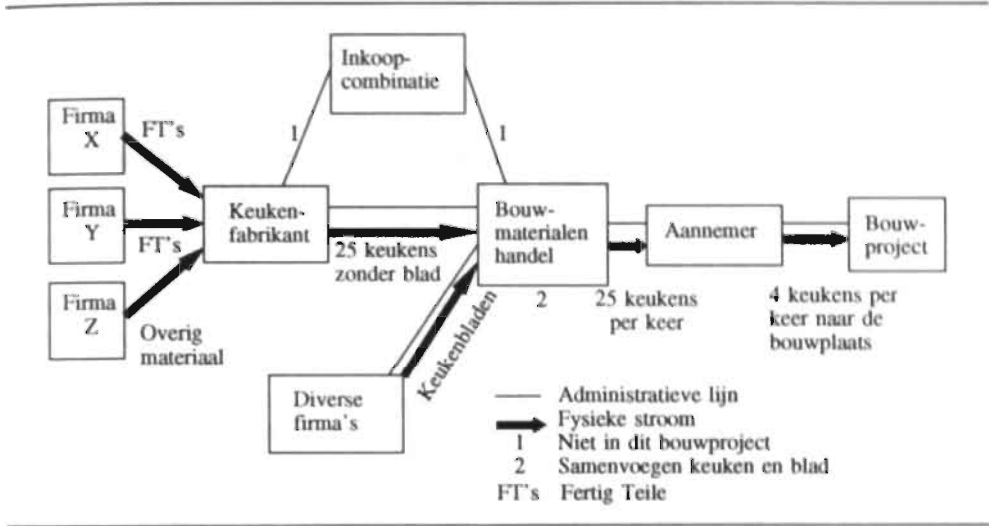 Inkoop-
combinatie
Firma
X
FT's
1
1
Firma
Y
FT's
Keuken-
fabrikant
25 keukens
zonder blad
Bouw-
materialen
handel
2
25 keukens
per keer
Aannemer
4 keukens per
keer naar de
bouwplaats
Bouw-
project
Firma
Z
Overig
materiaal
Keukenbladen
Diverse
firma's
Administratieve lijn
Fysieke stroom
1 Niet in dit bouwproject
2 Samenvoegen keuken en blad
FT's Fertig Teile